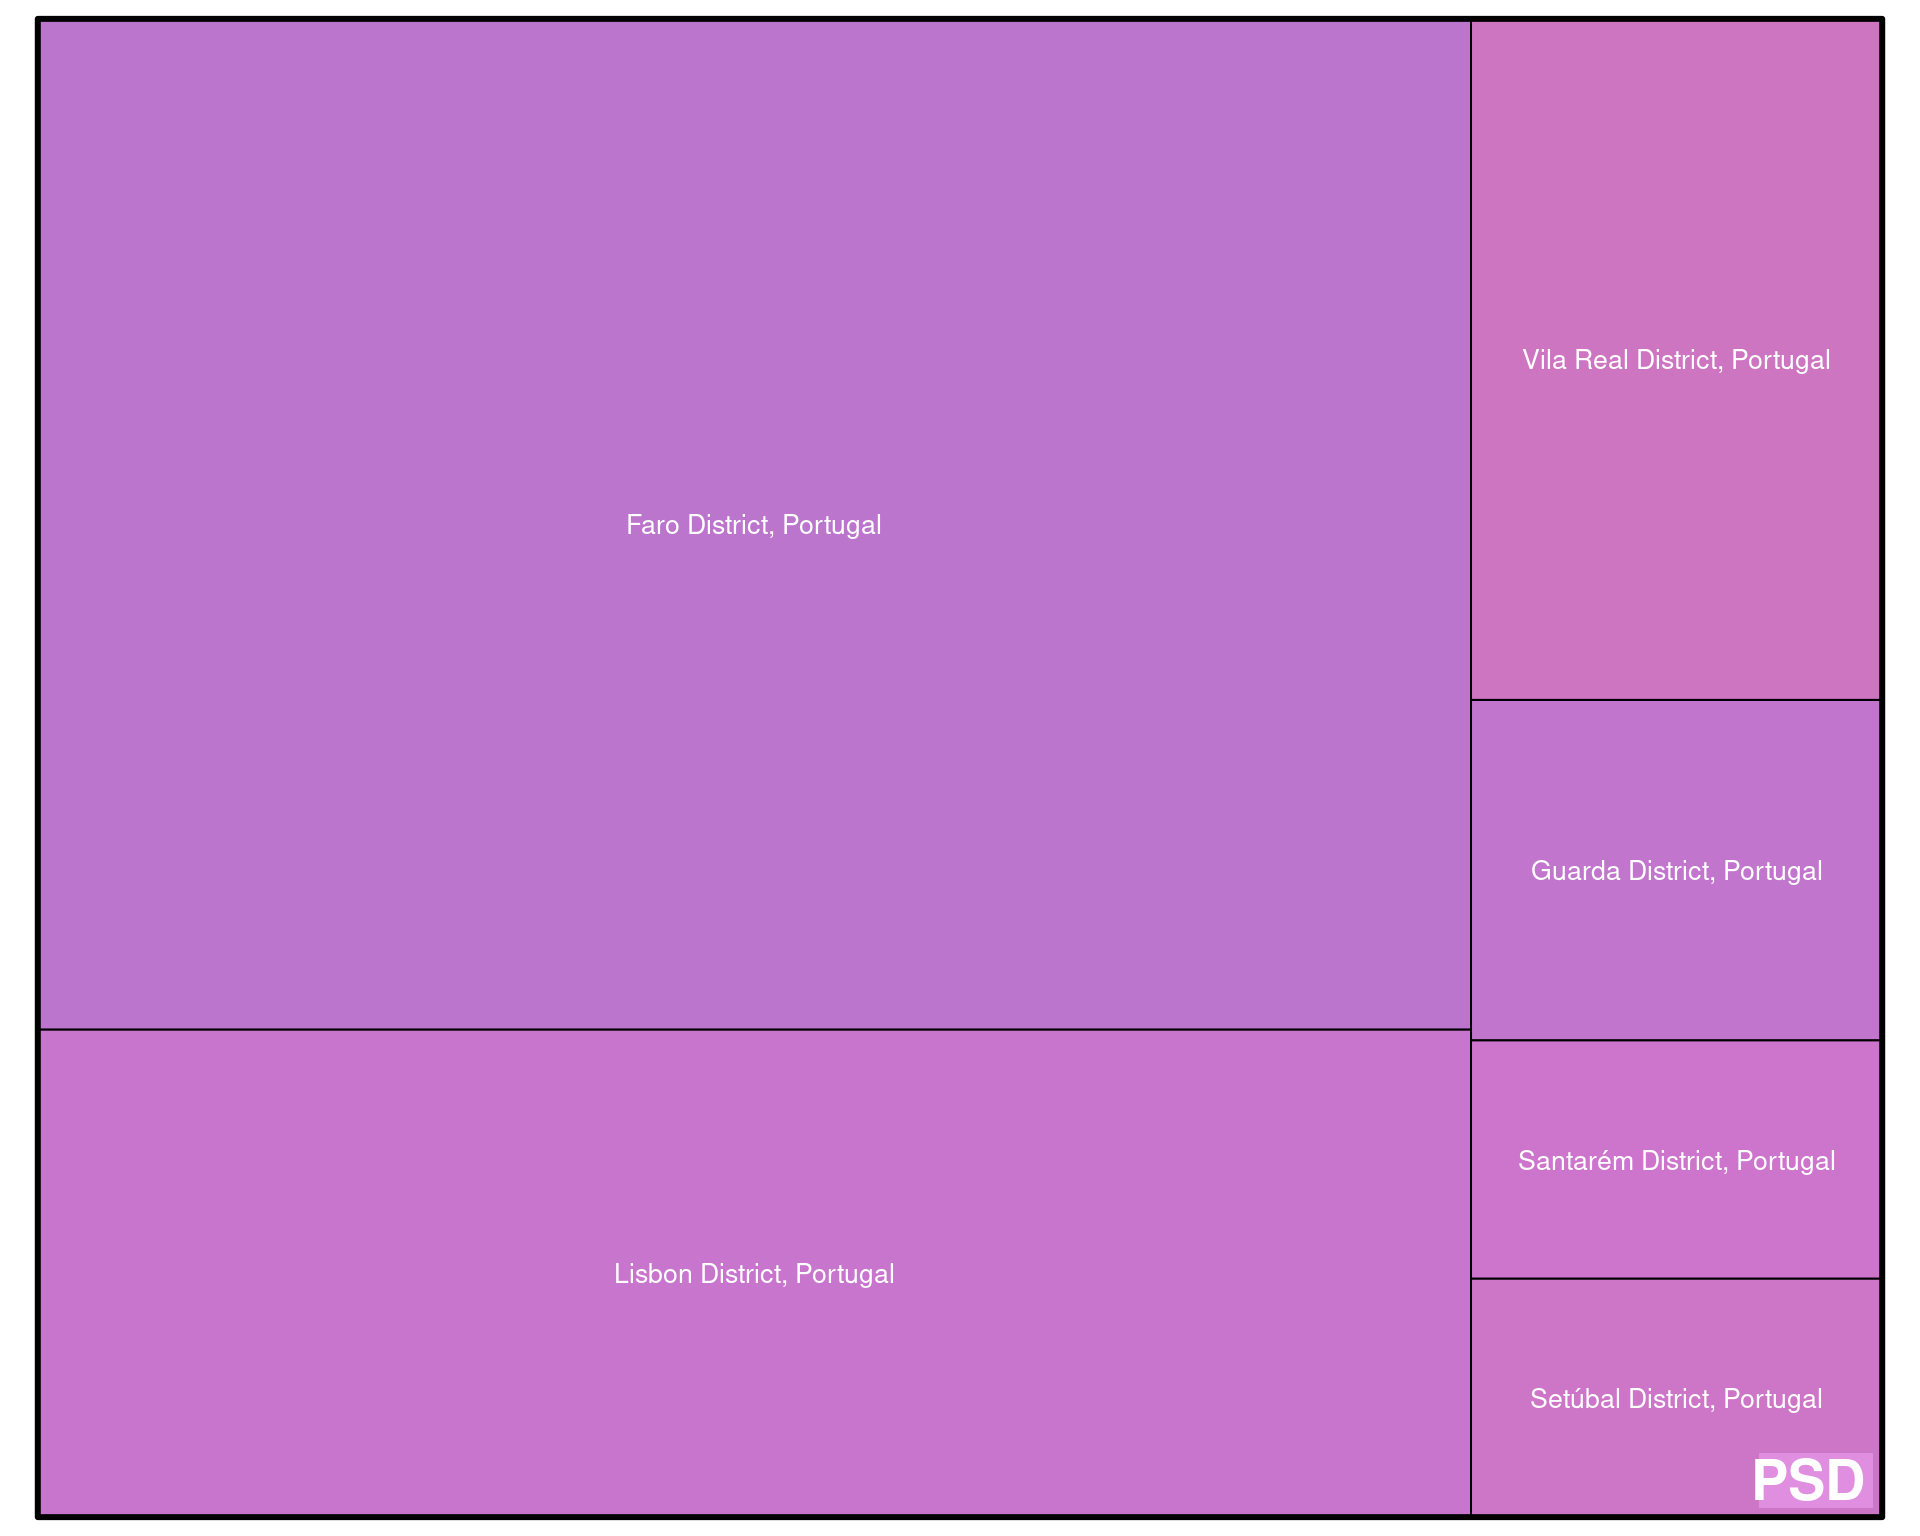 Faro District, Portugal
Lisbon District, Portugal
Vila Real District, Portugal
Guarda District, Portugal
Santarém District, Portugal
Setúbal District, Portugal
PSD